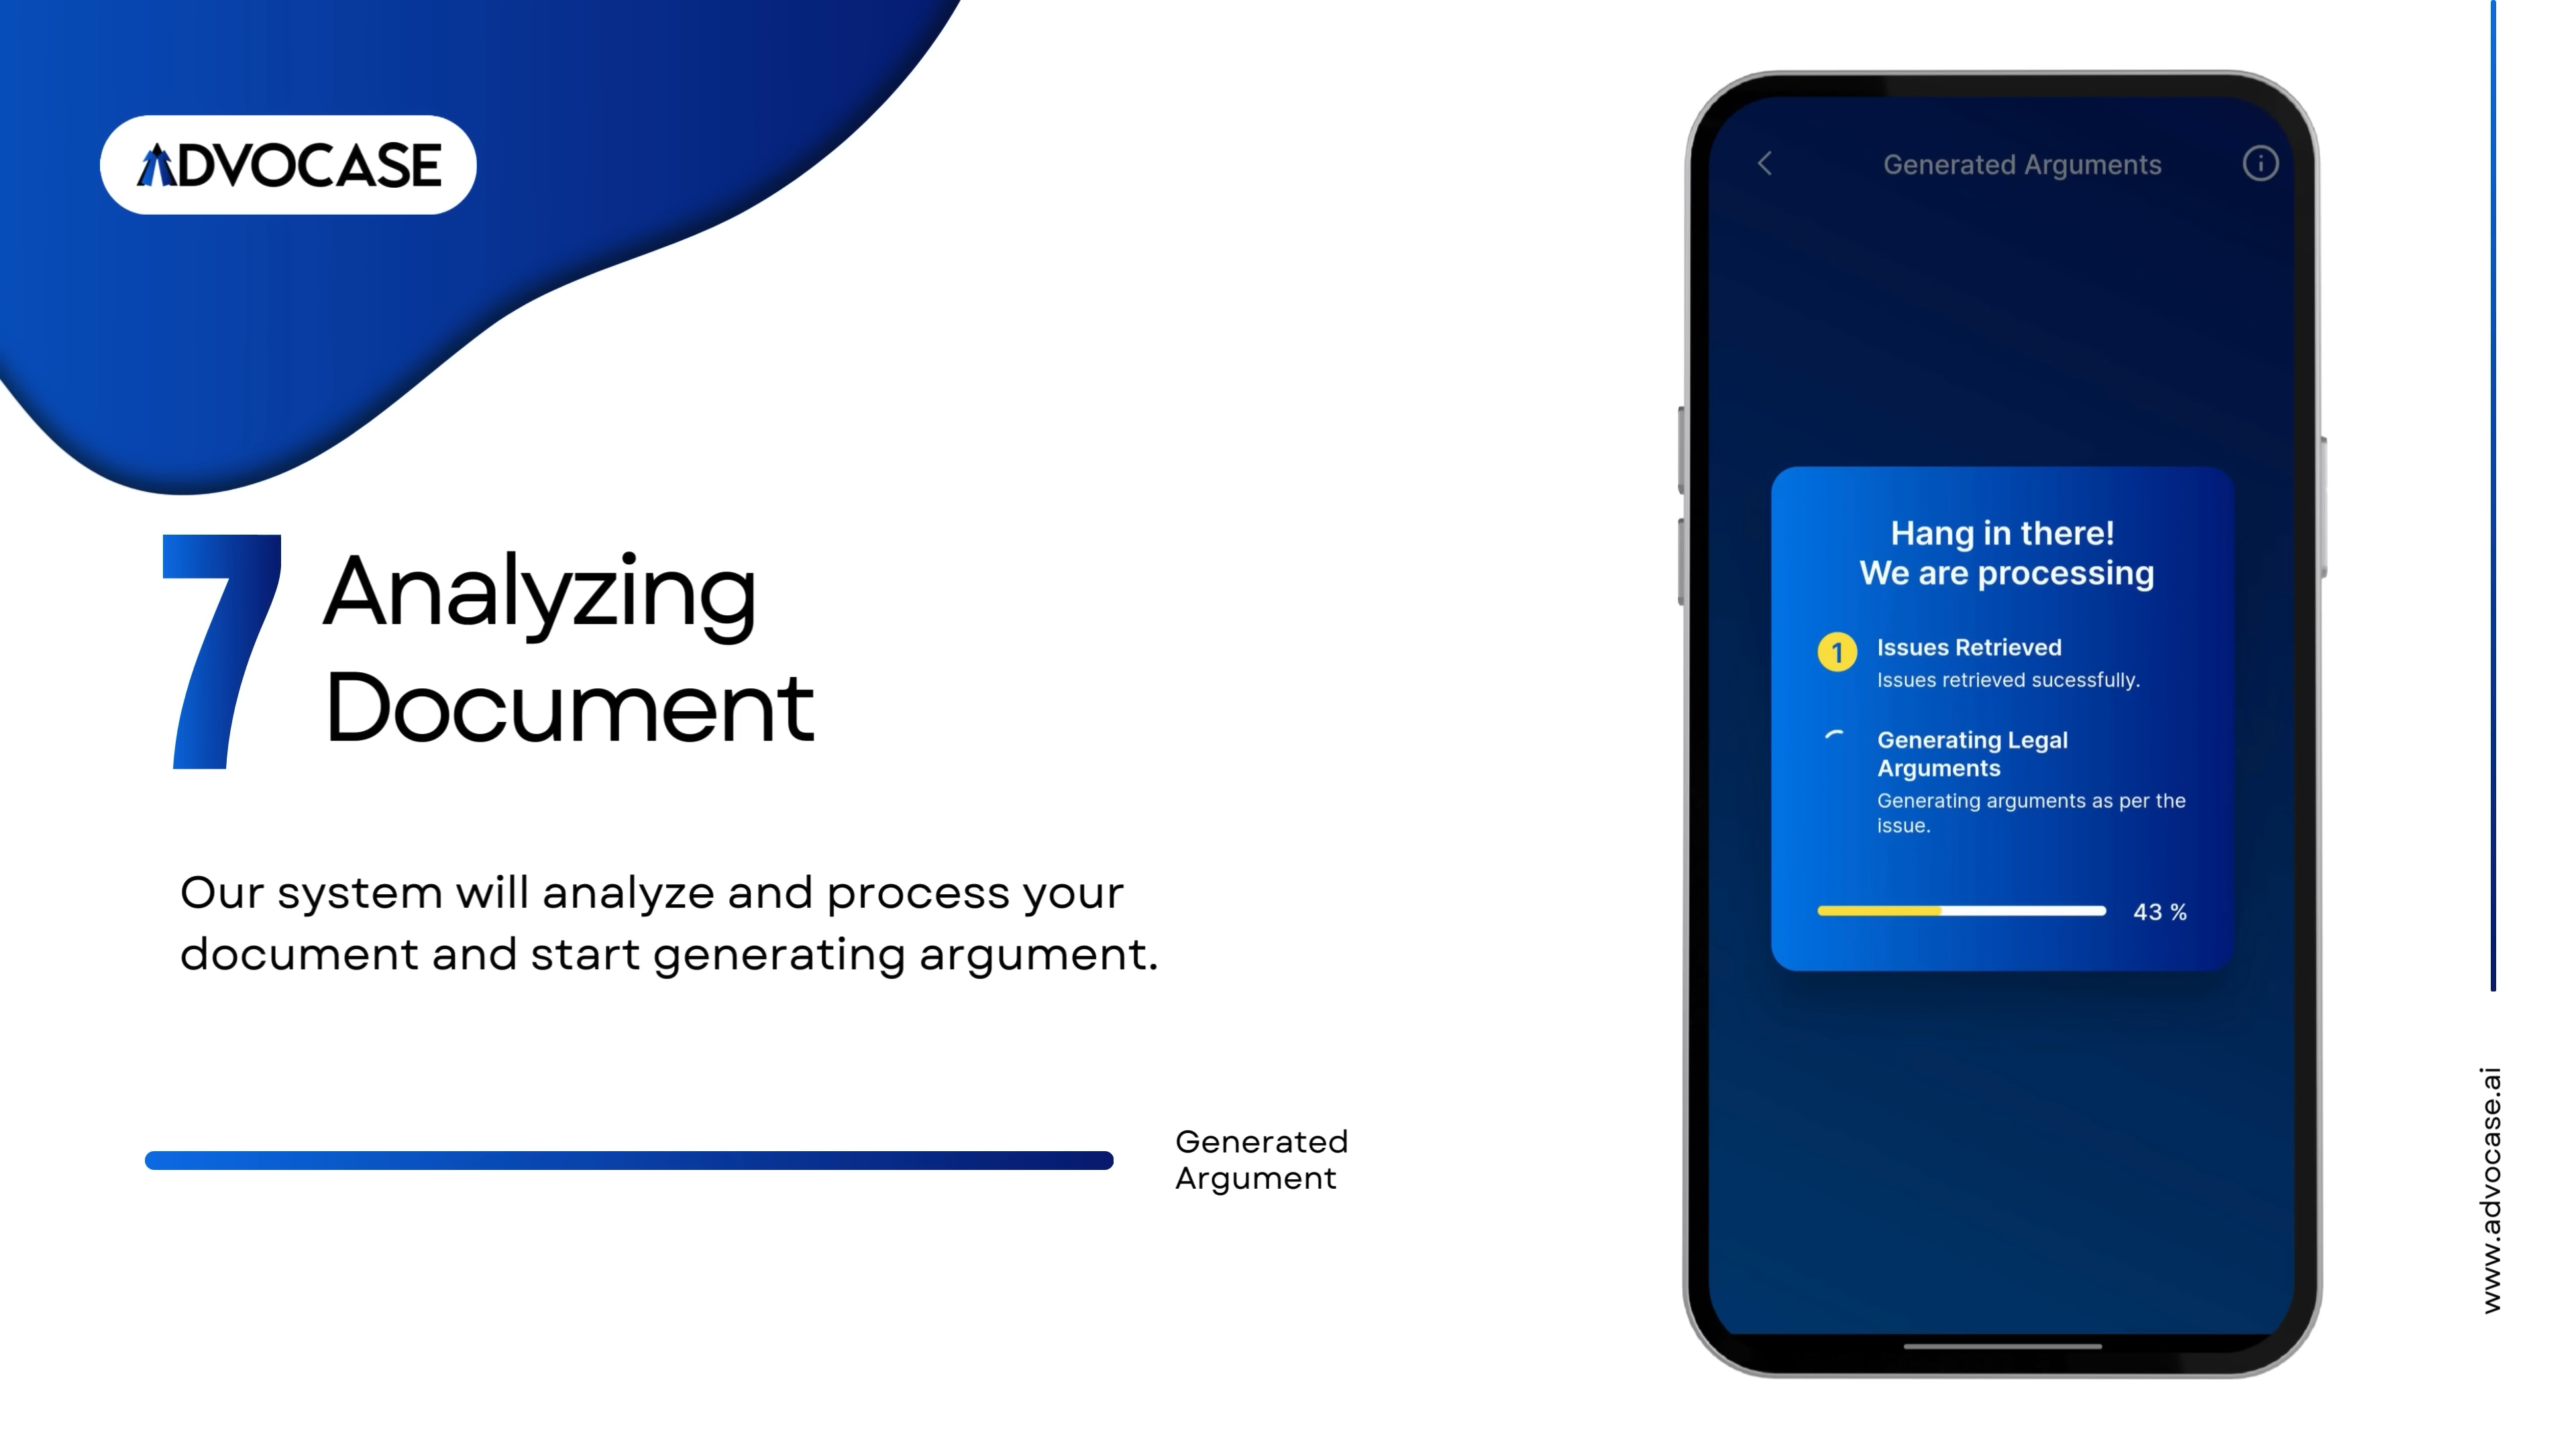 ADVOCASE
7
Analyzing
Document
Our system will analyze and process your
document and start generating argument.
Generated
Argument
Generated Arguments
Hang in there!
We are processing
1
Issues Retrieved
Issues retrieved sucessfully.
Generating Legal
Arguments
Generating arguments as per the
issue.
43 %
www.advocase.ai